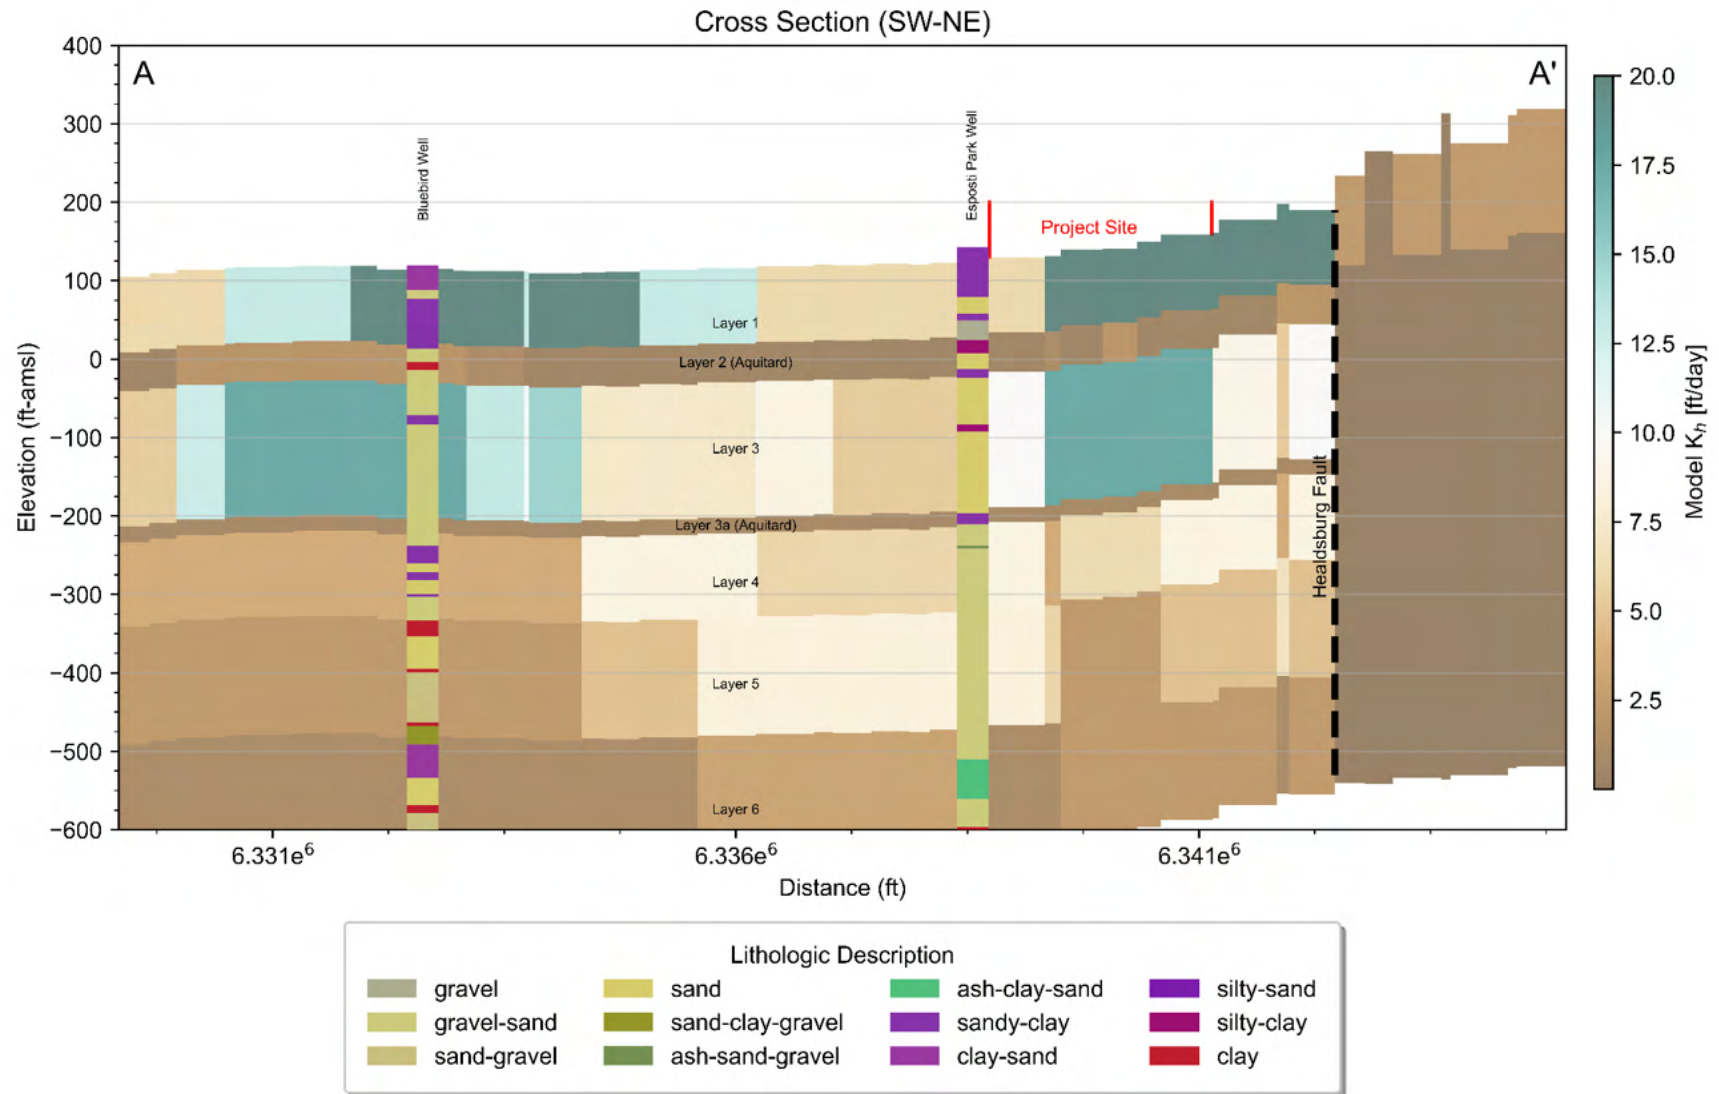 Cross Section (SW-NE)
A
A'
Elevation (ft-amsl)
400
300
200
100
0
−100
−200
−300
−400
−500
−600
Bluebird Well
Esposti Park Well
Project Site
Layer 1
Layer 2 (Aquitard)
Layer 3
Layer 3a (Aquitard)
Layer 4
Layer 5
Layer 6
Healdsburg Fault
6.331e⁶
6.336e⁶
6.341e⁶
Distance (ft)
20.0
17.5
15.0
12.5
10.0
7.5
5.0
2.5
Model Kₕ [ft/day]
Lithologic Description
gravel
sand
ash-clay-sand
silty-sand
gravel-sand
sand-clay-gravel
sandy-clay
silty-clay
sand-gravel
ash-sand-gravel
clay-sand
clay